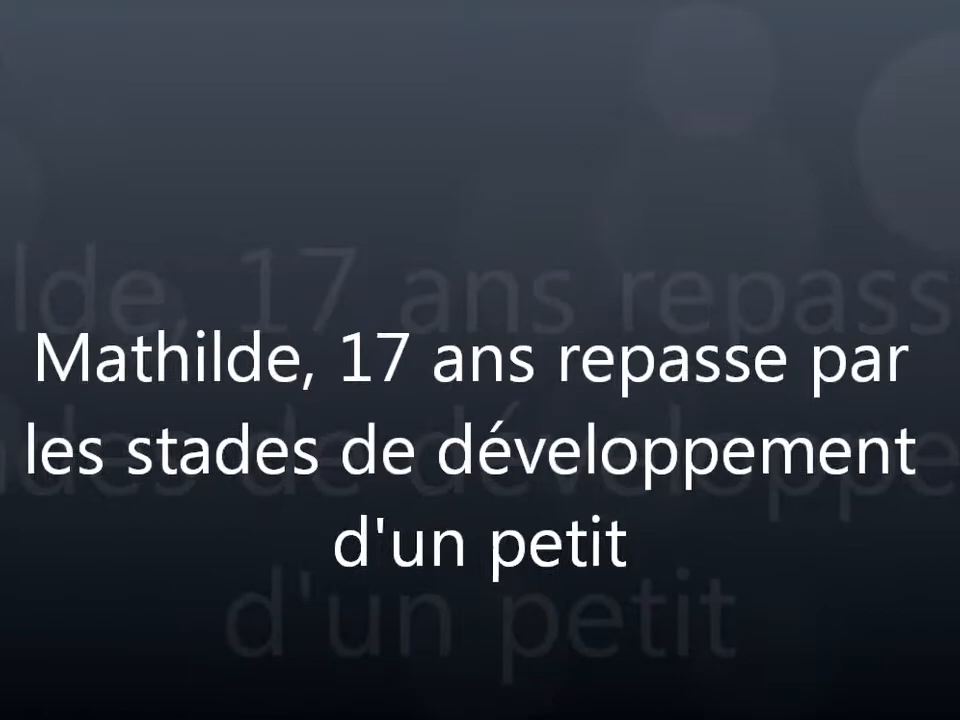 Mathilde, 17 ans repasse par
les stades de développement
d'un petit